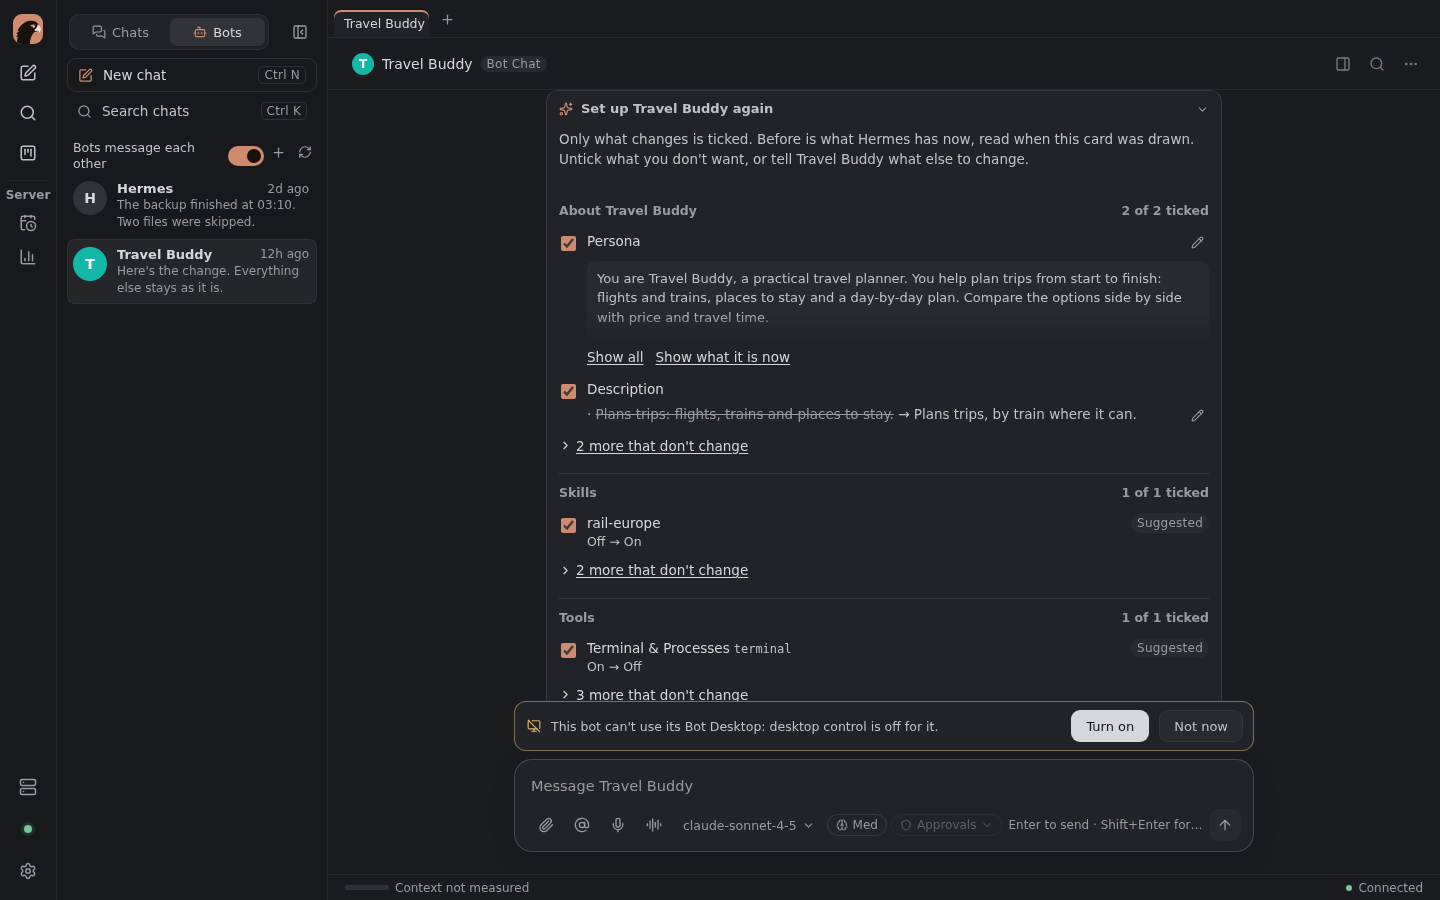 Chats
Bots
New chat
Ctrl N
Search chats
Ctrl K
Bots message each
other
Server
Hermes
2d ago
H
The backup finished at 03:10.
Two files were skipped.
Travel Buddy
12h ago
T
Here's the change. Everything
else stays as it is.
Travel Buddy
T
Travel Buddy
Bot Chat
Set up Travel Buddy again
Only what changes is ticked. Before is what Hermes has now, read when this card was drawn.
Untick what you don't want, or tell Travel Buddy what else to change.
About Travel Buddy
2 of 2 ticked
Persona
You are Travel Buddy, a practical travel planner. You help plan trips from start to finish:
flights and trains, places to stay and a day-by-day plan. Compare the options side by side
with price and travel time.
Show all
Show what it is now
Description
· Plans trips: flights, trains and places to stay. → Plans trips, by train where it can.
2 more that don't change
Skills
1 of 1 ticked
rail-europe
Suggested
Off → On
2 more that don't change
Tools
1 of 1 ticked
Terminal & Processes terminal
Suggested
On → Off
3 more that don't change
This bot can't use its Bot Desktop: desktop control is off for it.
Turn on
Not now
Message Travel Buddy
claude-sonnet-4-5
Med
Approvals
Enter to send · Shift+Enter for...
Context not measured
Connected